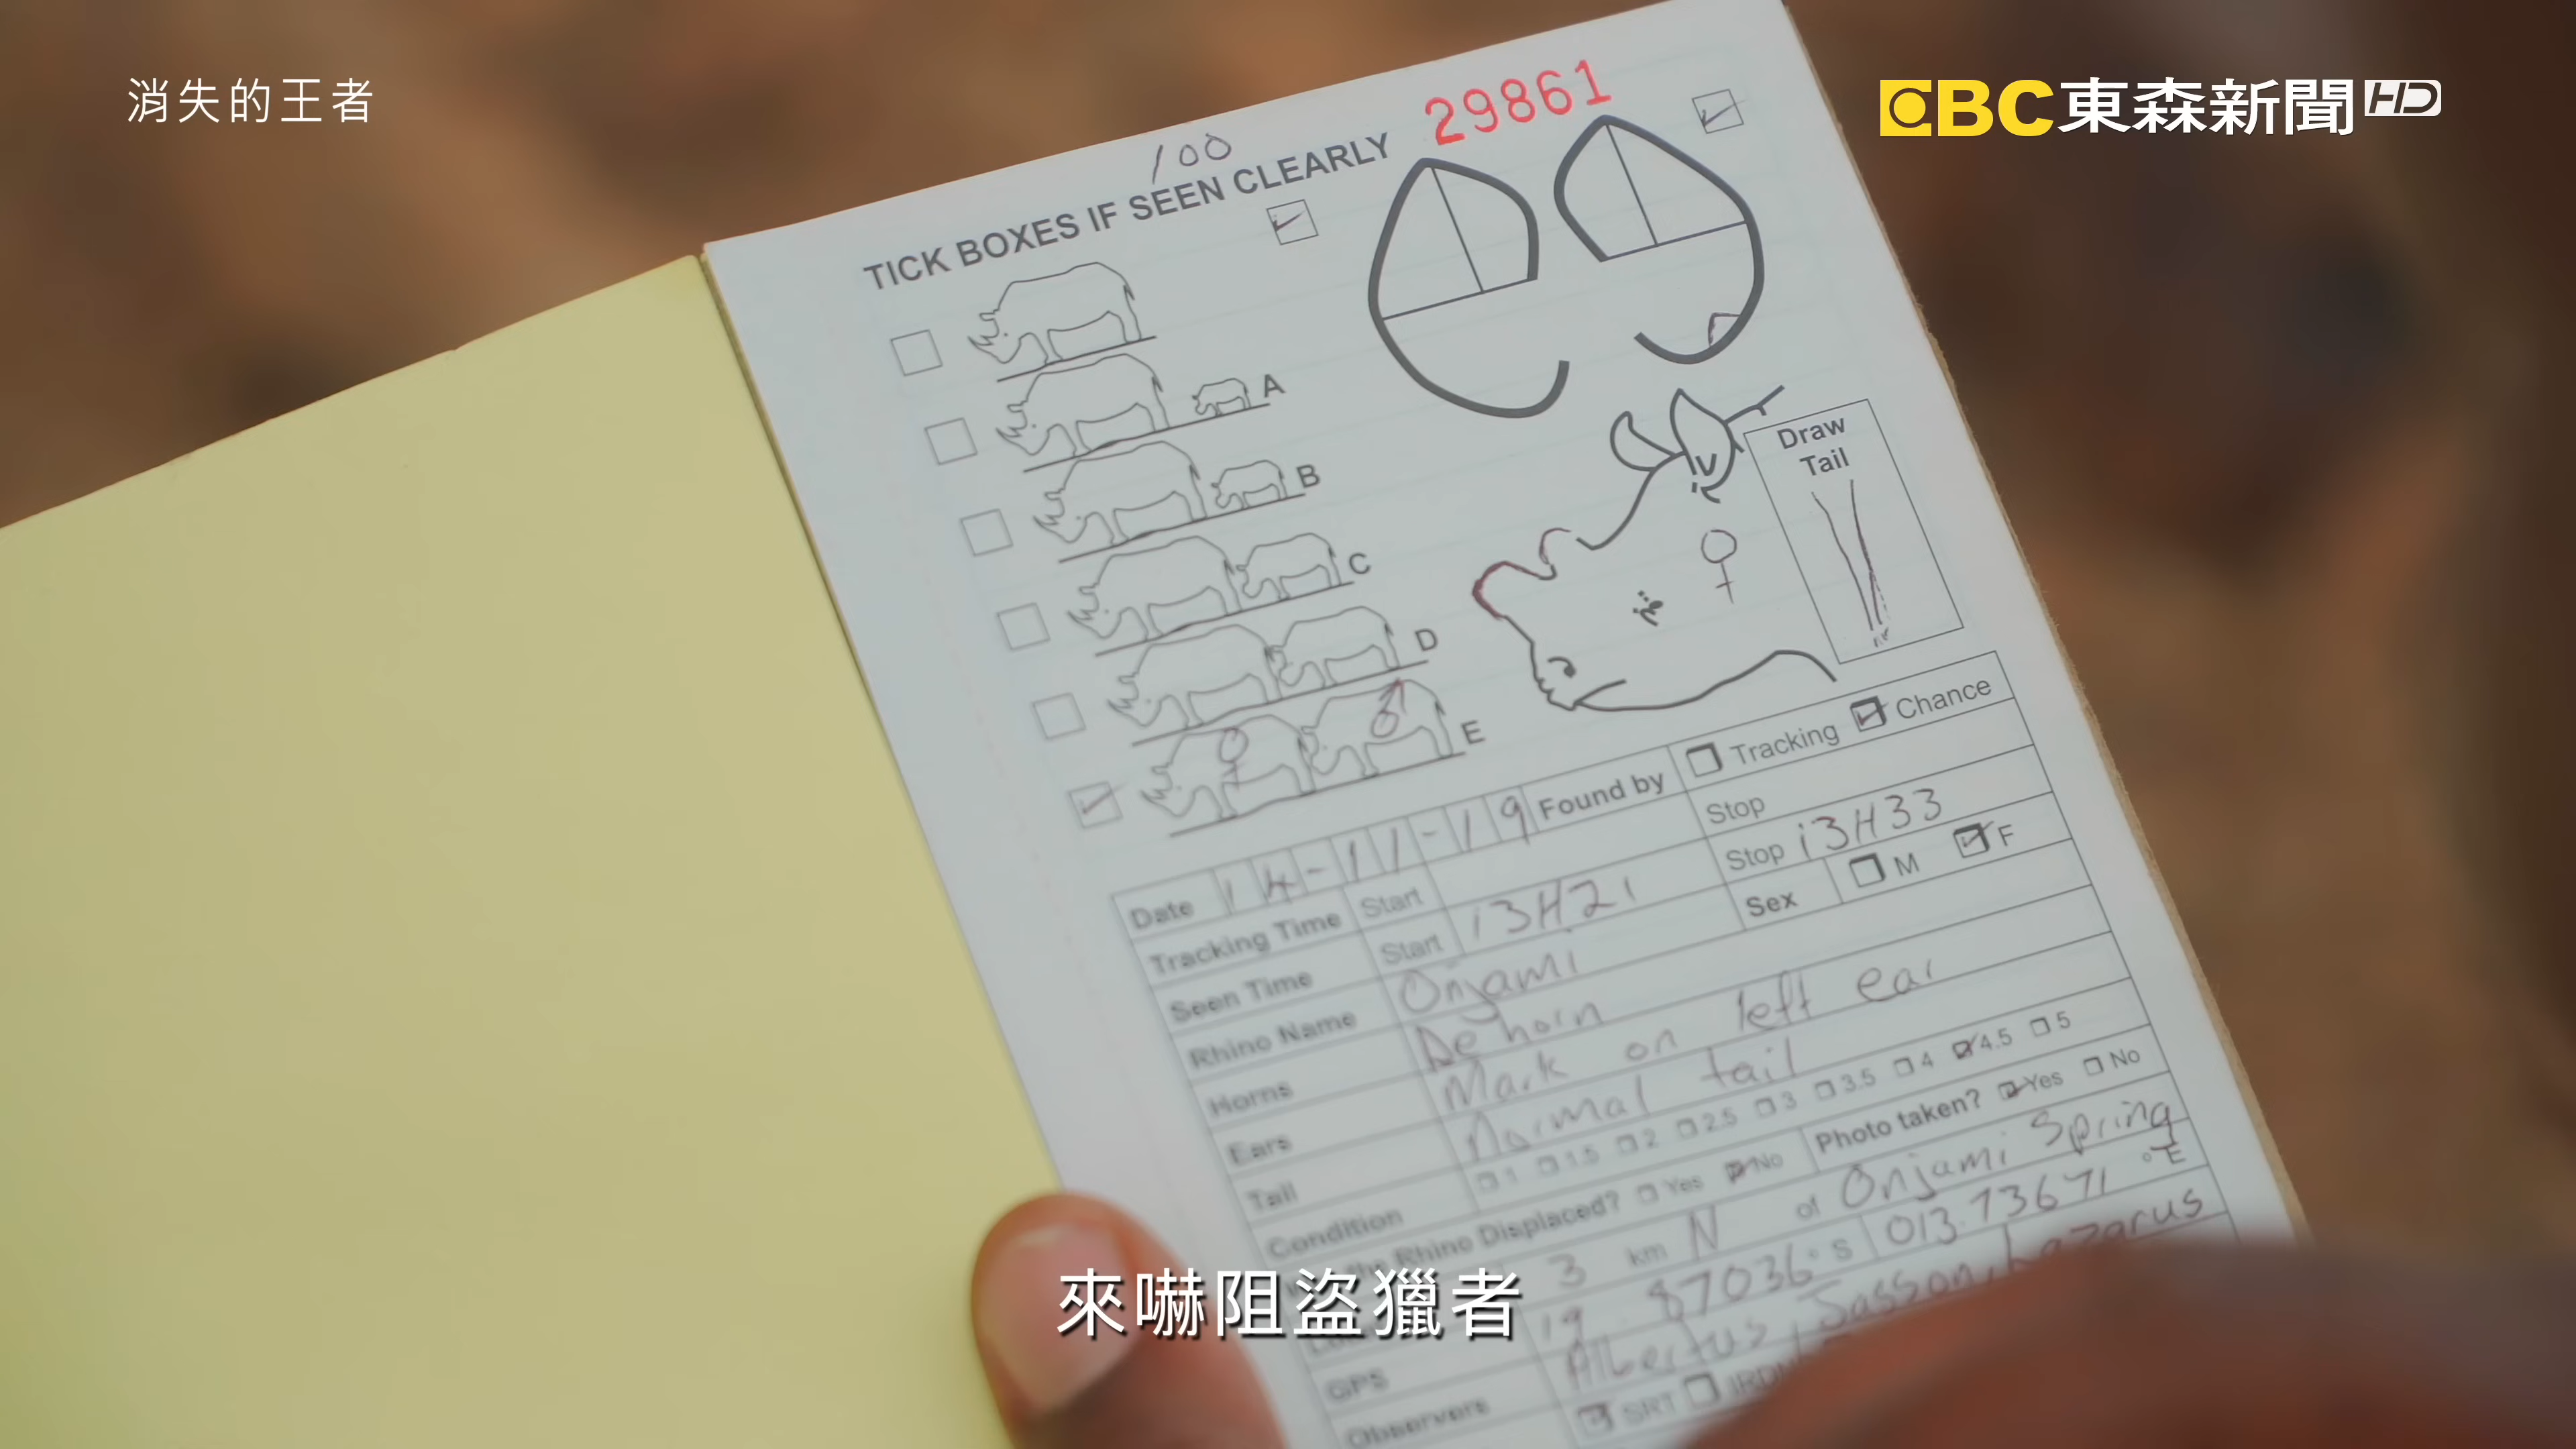 消失的王者
EBC東森新聞HD
29861
100
TICK BOXES IF SEEN CLEARLY
A
B
C
D
E
Draw
Tail
Date 14-11-19 Found by Tracking Chance
Tracking Time Start Stop
Seen Time Start 13H21 Stop 13H33
Rhino Name Onjami Sex M F
Horns Dehorn
Ears Mark on left ear
Tail Normal tail
Condition 1 1.5 2 2.5 3 3.5 4 4.5 5
Rhino Displaced? Yes No Photo taken? Yes No
3 km N of Onjami Spring
GPS 19.87036°S 013.73671°E
Observers Albertus, Sasson, Lazarus
SRT
來嚇阻盜獵者